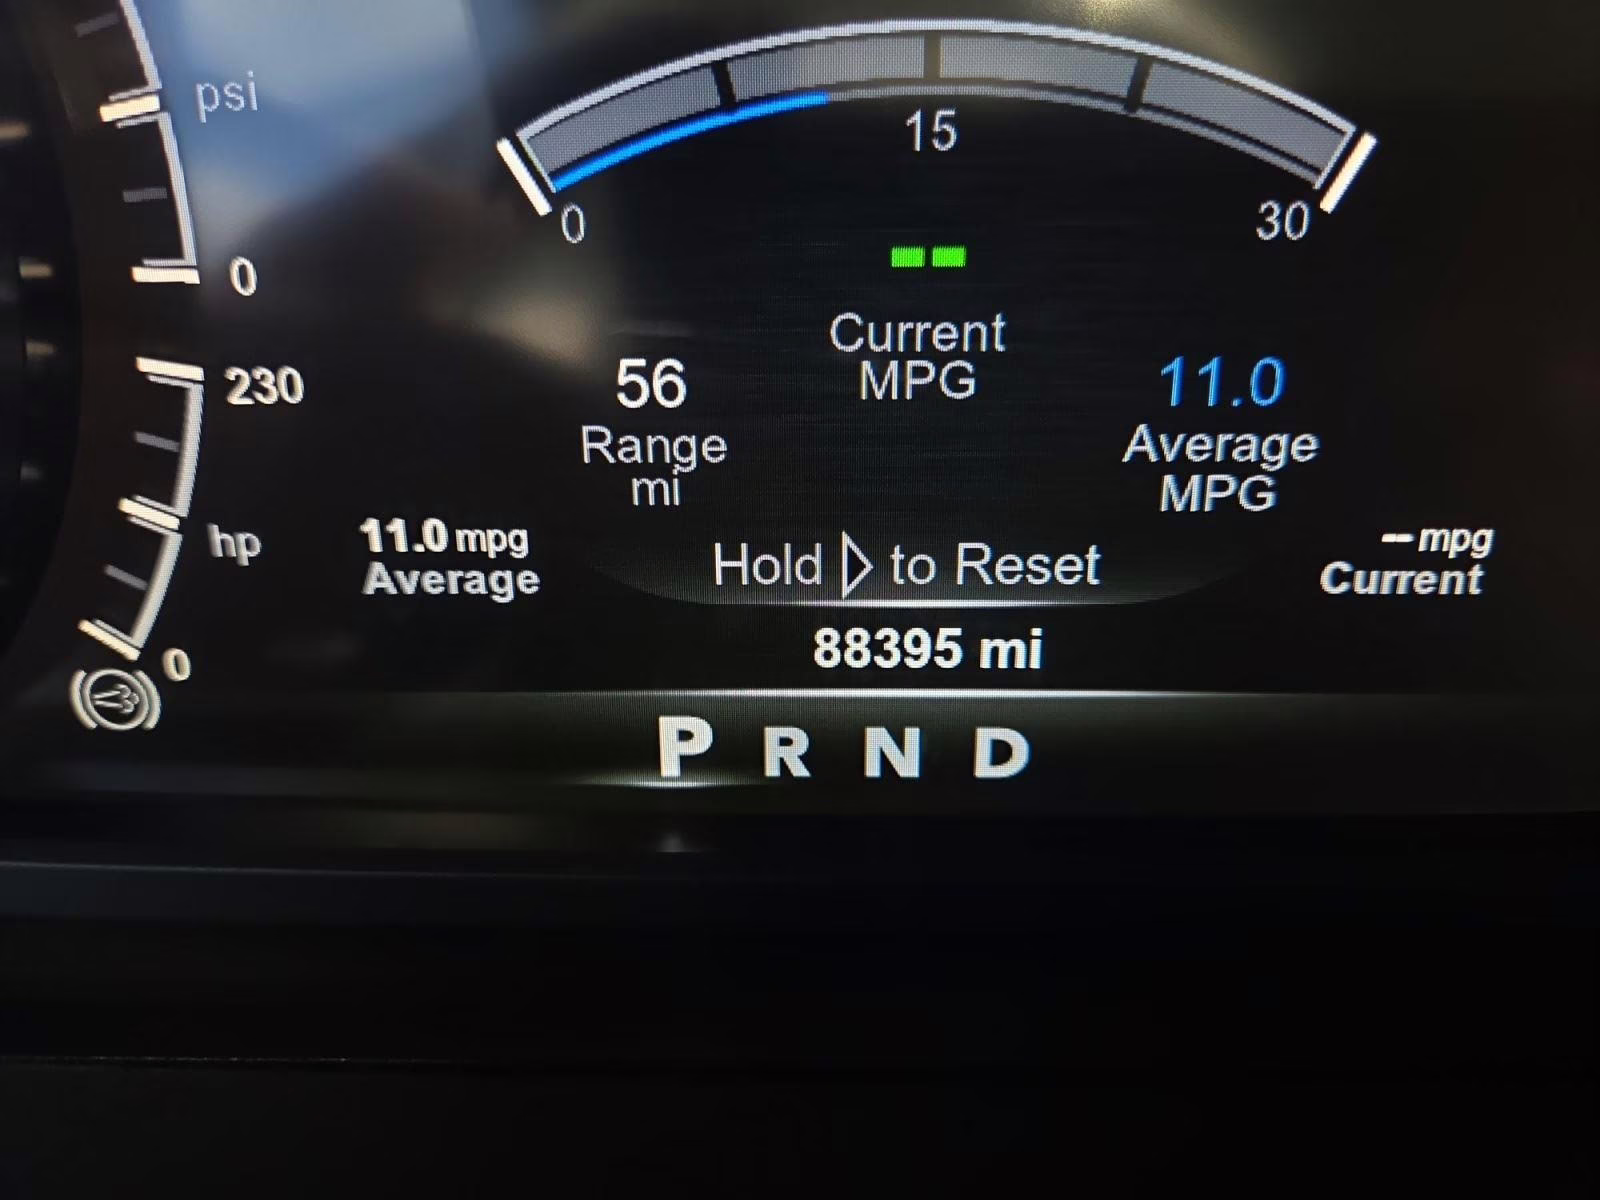 psi
15
0
30
0
Current
MPG
230
56
11.0
Range
mi
Average
MPG
hp
11.0 mpg
Average
Hold ▷ to Reset
-- mpg
Current
88395 mi
0
P R N D